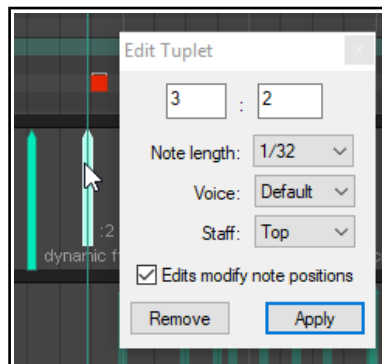 Edit Tuplet
x
3 : 2
Note length: 1/32
Voice: Default
Staff: Top
Edits modify note positions
Remove Apply
:2
dynamic f